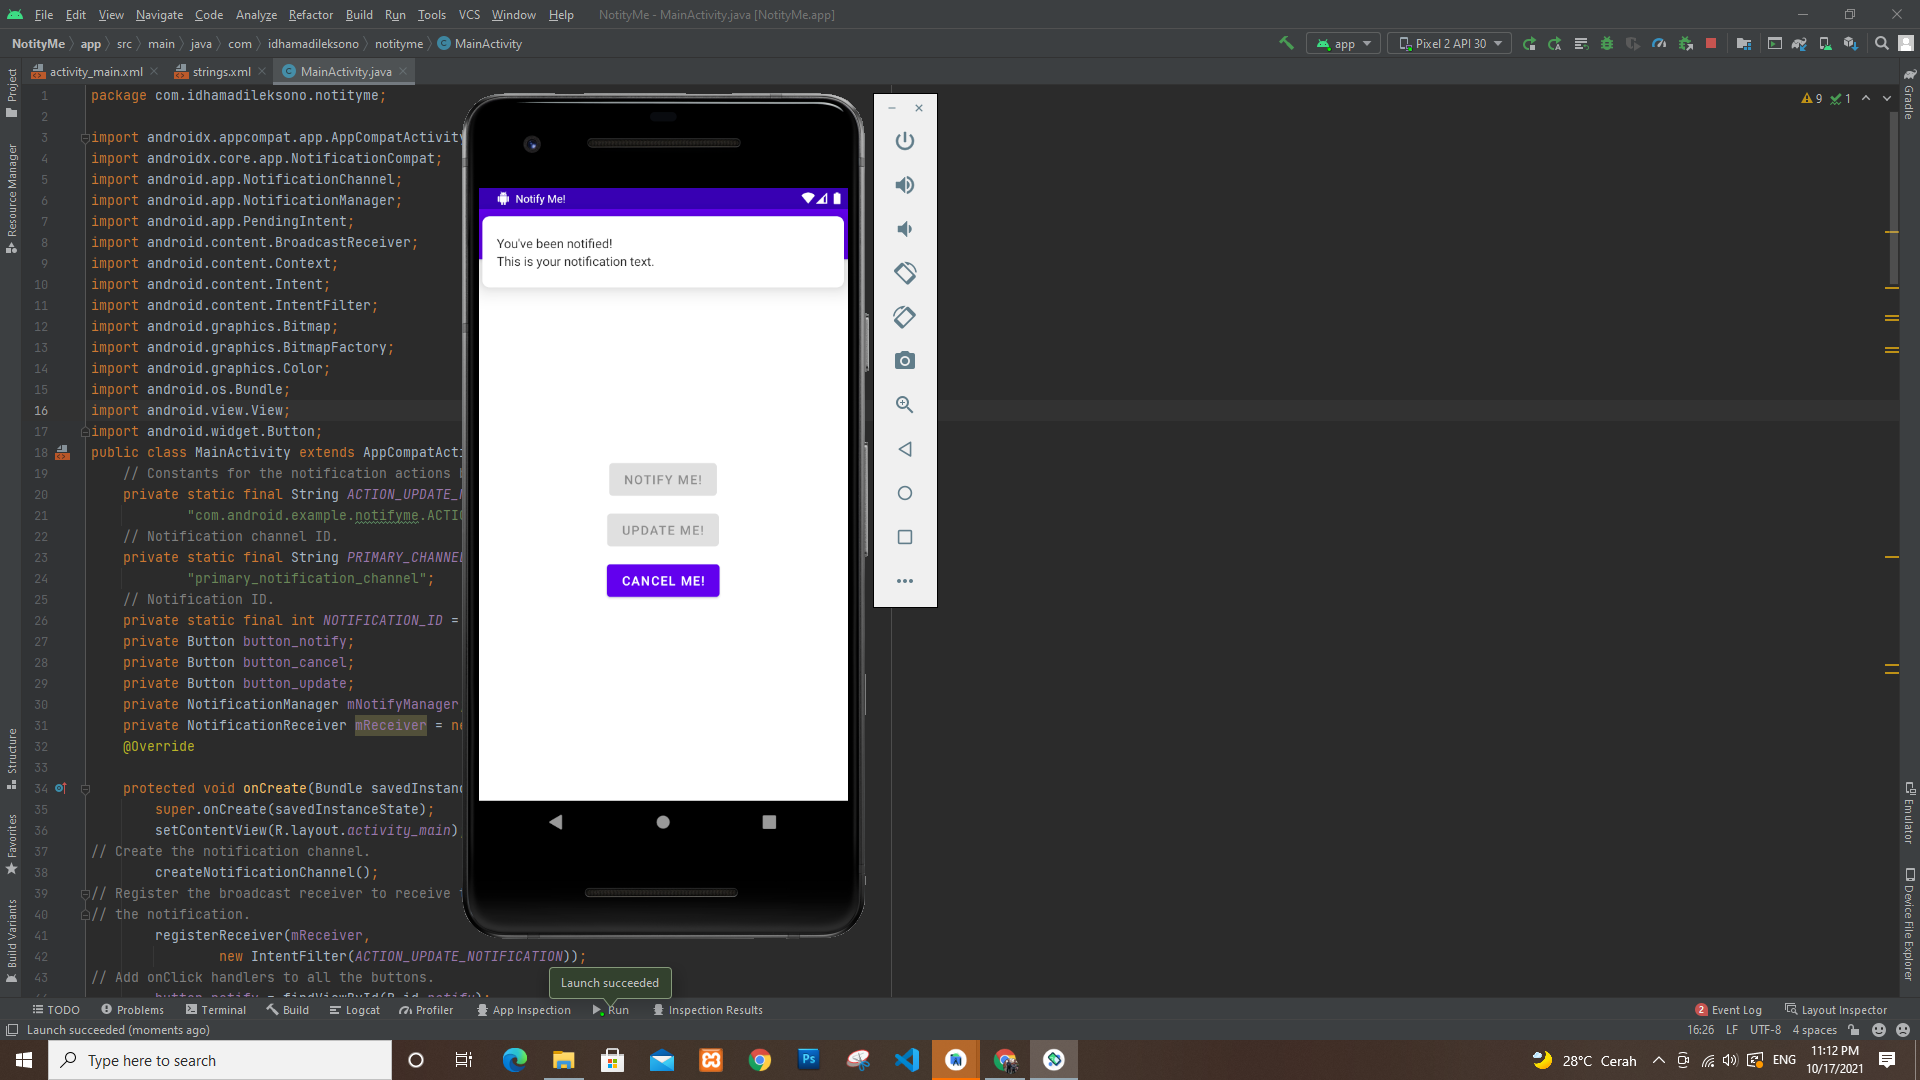 File Edit View Navigate Code Analyze Refactor Build Run Tools VCS Window Help NotityMe - MainActivity.java [NotityMe.app]
NotityMe app src main java com idhamadileksono notityme MainActivity app Pixel 2 API 30
activity_main.xml strings.xml MainActivity.java
9 1
Project
Resource Manager
Structure
Favorites
Build Variants
1 package com.idhamadileksono.notityme;
2
3 import androidx.appcompat.app.AppCompatActivity
4 import androidx.core.app.NotificationCompat;
5 import android.app.NotificationChannel;
6 import android.app.NotificationManager;
7 import android.app.PendingIntent;
8 import android.content.BroadcastReceiver;
9 import android.content.Context;
10 import android.content.Intent;
11 import android.content.IntentFilter;
12 import android.graphics.Bitmap;
13 import android.graphics.BitmapFactory;
14 import android.graphics.Color;
15 import android.os.Bundle;
16 import android.view.View;
17 import android.widget.Button;
18 public class MainActivity extends AppCompatActi
19 // Constants for the notification actions
20 private static final String ACTION_UPDATE_
21 "com.android.example.notifyme.ACTIO
22 // Notification channel ID.
23 private static final String PRIMARY_CHANNEL
24 "primary_notification_channel";
25 // Notification ID.
26 private static final int NOTIFICATION_ID =
27 private Button button_notify;
28 private Button button_cancel;
29 private Button button_update;
30 private NotificationManager mNotifyManager
31 private NotificationReceiver mReceiver = ne
32 @Override
33
34 protected void onCreate(Bundle savedInstanc
35 super.onCreate(savedInstanceState);
36 setContentView(R.layout.activity_main)
37 // Create the notification channel.
38 createNotificationChannel();
39 // Register the broadcast receiver to receive
40 // the notification.
41 registerReceiver(mReceiver,
42 new IntentFilter(ACTION_UPDATE_NOTIFICATION));
43 // Add onClick handlers to all the buttons.
button_notify = findViewById(R.id.notify);
Notify Me!
You've been notified!
This is your notification text.
NOTIFY ME!
UPDATE ME!
CANCEL ME!
Gradle
Emulator
Device File Explorer
Launch succeeded
TODO Problems Terminal Build Logcat Profiler App Inspection Run Inspection Results 2 Event Log Layout Inspector
Launch succeeded (moments ago) 16:26 LF UTF-8 4 spaces
Type here to search Ps 28°C Cerah ENG 11:12 PM
10/17/2021